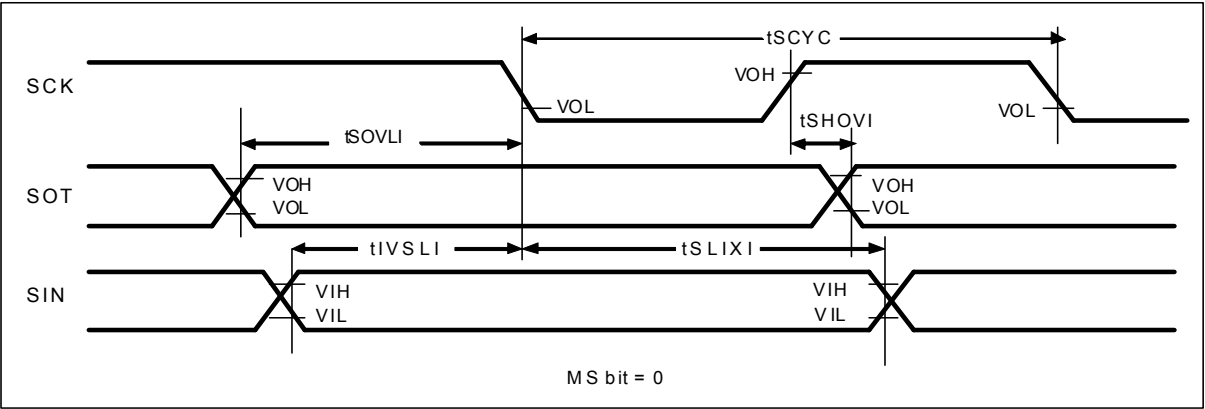 tSCYC
SCK
VOH
VOL
VOL
tSHOVI
tSOVLI
SOT
VOH
VOL
VOH
VOL
tIVSLI
tSLIXI
SIN
VIH
VIL
VIH
VIL
MS bit = 0